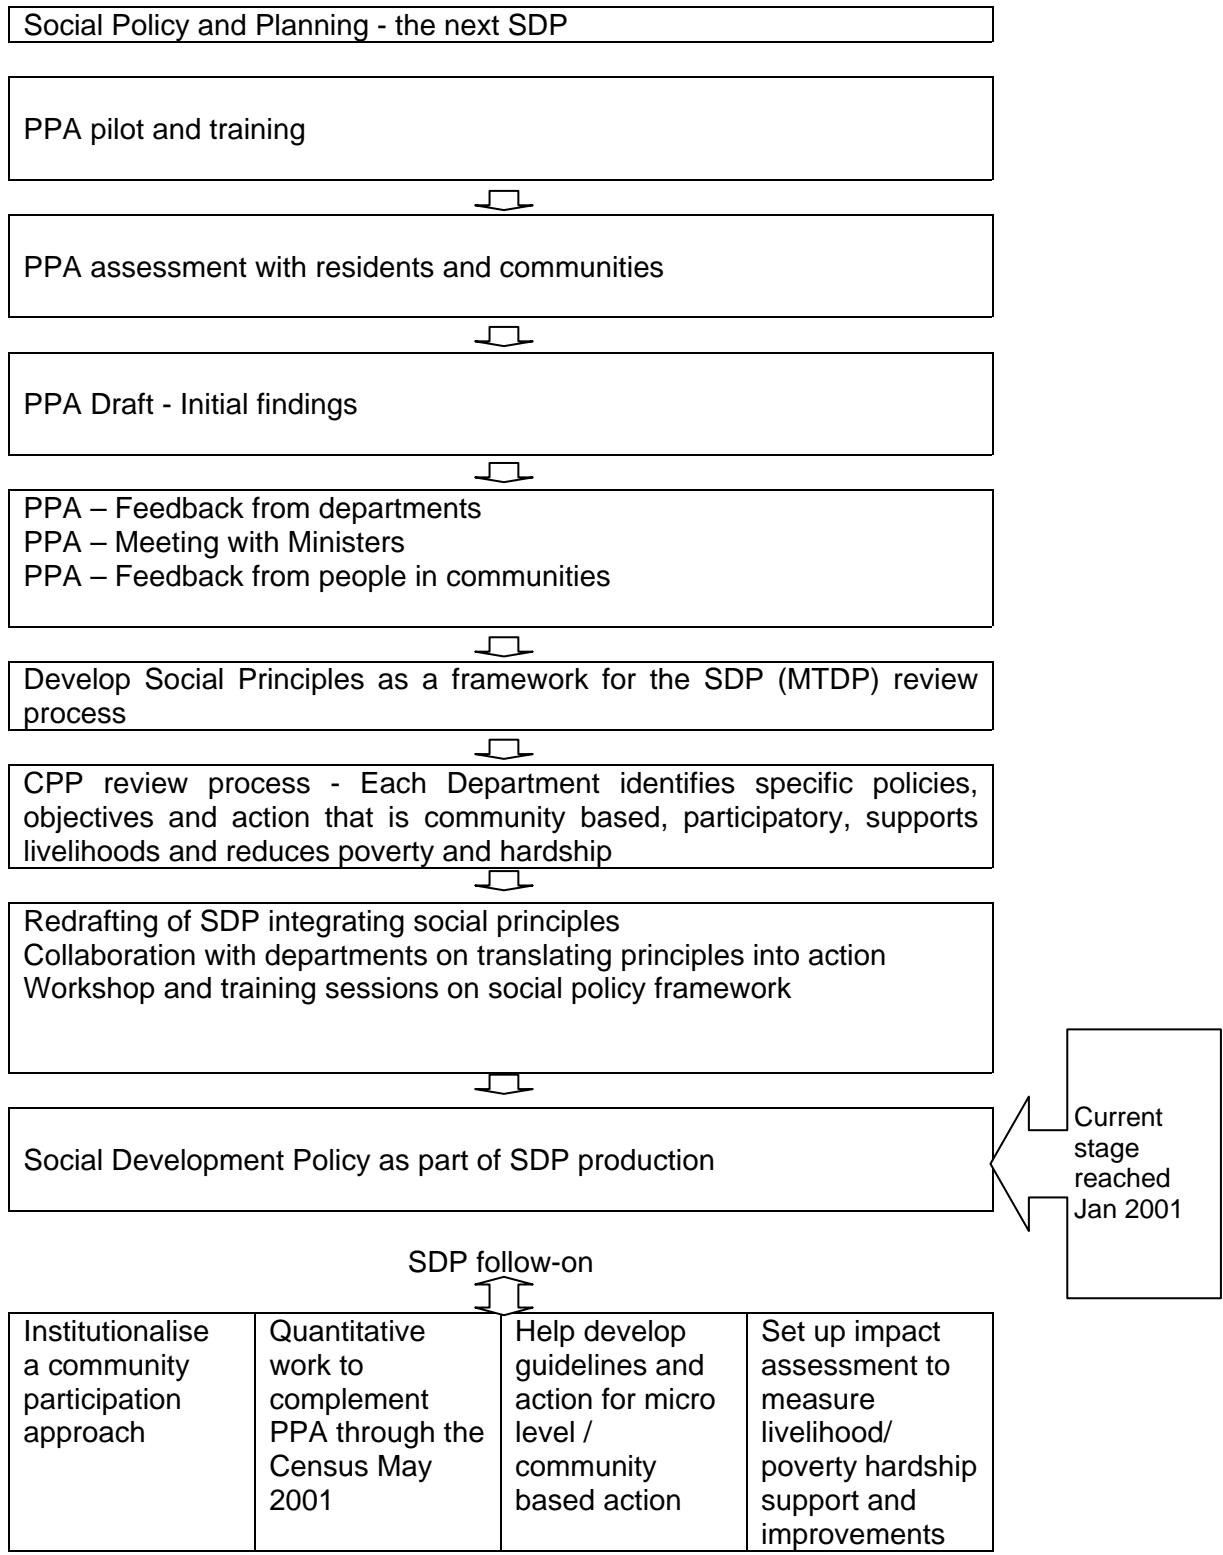 Social Policy and Planning - the next SDP
PPA pilot and training
PPA assessment with residents and communities
PPA Draft - Initial findings
PPA – Feedback from departments
PPA – Meeting with Ministers
PPA – Feedback from people in communities
Develop Social Principles as a framework for the SDP (MTDP) review
process
CPP review process - Each Department identifies specific policies,
objectives and action that is community based, participatory, supports
livelihoods and reduces poverty and hardship
Redrafting of SDP integrating social principles
Collaboration with departments on translating principles into action
Workshop and training sessions on social policy framework
Social Development Policy as part of SDP production
Current
stage
reached
Jan 2001
SDP follow-on
Institutionalise
a community
participation
approach
Quantitative
work to
complement
PPA through the
Census May
2001
Help develop
guidelines and
action for micro
level /
community
based action
Set up impact
assessment to
measure
livelihood/
poverty hardship
support and
improvements